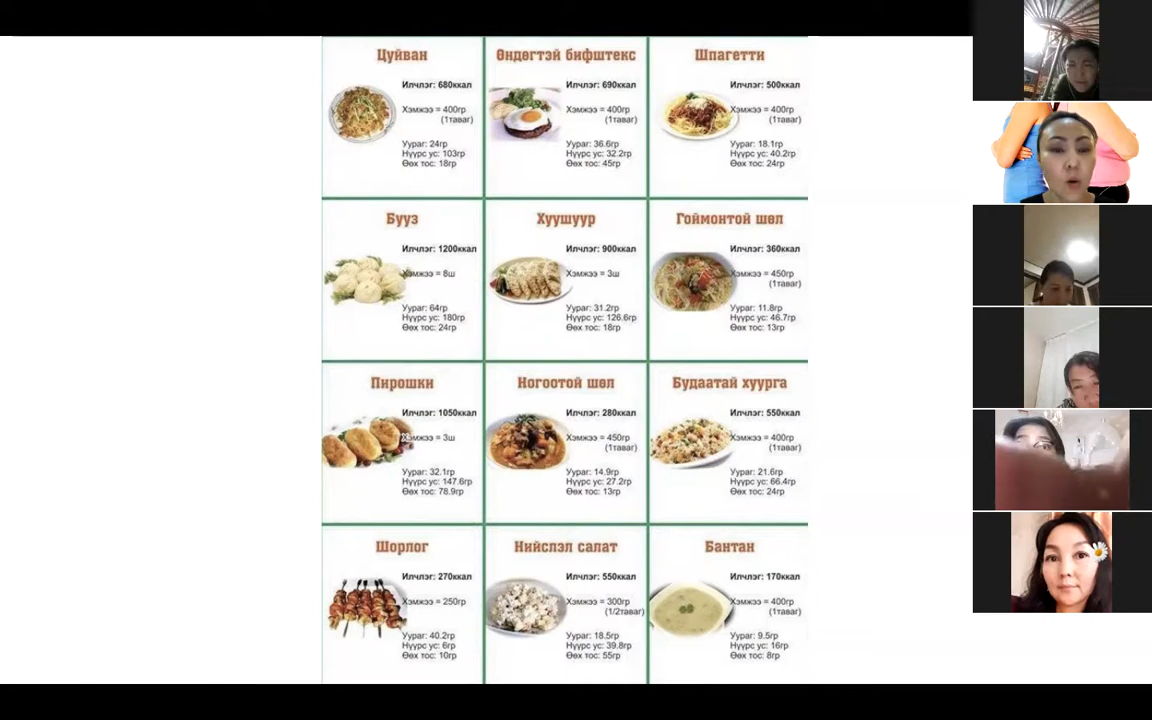 Цуйван
Илчлэг: 680ккал
Хэмжээ = 400гр
(1таваг)
Уураг: 24гр
Нүүрс ус: 103гр
Өөх тос: 18гр
Өндөгтэй бифштекс
Илчлэг: 690ккал
Хэмжээ = 400гр
(1таваг)
Уураг: 36.6гр
Нүүрс ус: 32.2гр
Өөх тос: 45гр
Шпагетти
Илчлэг: 500ккал
Хэмжээ = 400гр
(1таваг)
Уураг: 18.1гр
Нүүрс ус: 40.2гр
Өөх тос: 24гр
Бууз
Илчлэг: 1200ккал
Хэмжээ = 8ш
Уураг: 64гр
Нүүрс ус: 180гр
Өөх тос: 24гр
Хуушуур
Илчлэг: 900ккал
Хэмжээ = 3ш
Уураг: 31.2гр
Нүүрс ус: 126.6гр
Өөх тос: 18гр
Гоймонтой шөл
Илчлэг: 360ккал
Хэмжээ = 450гр
(1таваг)
Уураг: 11.8гр
Нүүрс ус: 46.7гр
Өөх тос: 13гр
Пирошки
Илчлэг: 1050ккал
Хэмжээ = 3ш
Уураг: 32.1гр
Нүүрс ус: 147.6гр
Өөх тос: 78.9гр
Ногоотой шөл
Илчлэг: 280ккал
Хэмжээ = 450гр
(1таваг)
Уураг: 14.9гр
Нүүрс ус: 27.2гр
Өөх тос: 13гр
Будаатай хуурга
Илчлэг: 550ккал
Хэмжээ = 400гр
(1таваг)
Уураг: 21.6гр
Нүүрс ус: 66.4гр
Өөх тос: 24гр
Шорлог
Илчлэг: 270ккал
Хэмжээ = 250гр
Уураг: 40.2гр
Нүүрс ус: 6гр
Өөх тос: 10гр
Нийслэл салат
Илчлэг: 550ккал
Хэмжээ = 300гр
(1/2таваг)
Уураг: 18.5гр
Нүүрс ус: 39.8гр
Өөх тос: 55гр
Бантан
Илчлэг: 170ккал
Хэмжээ = 400гр
(1таваг)
Уураг: 9.5гр
Нүүрс ус: 16гр
Өөх тос: 8гр